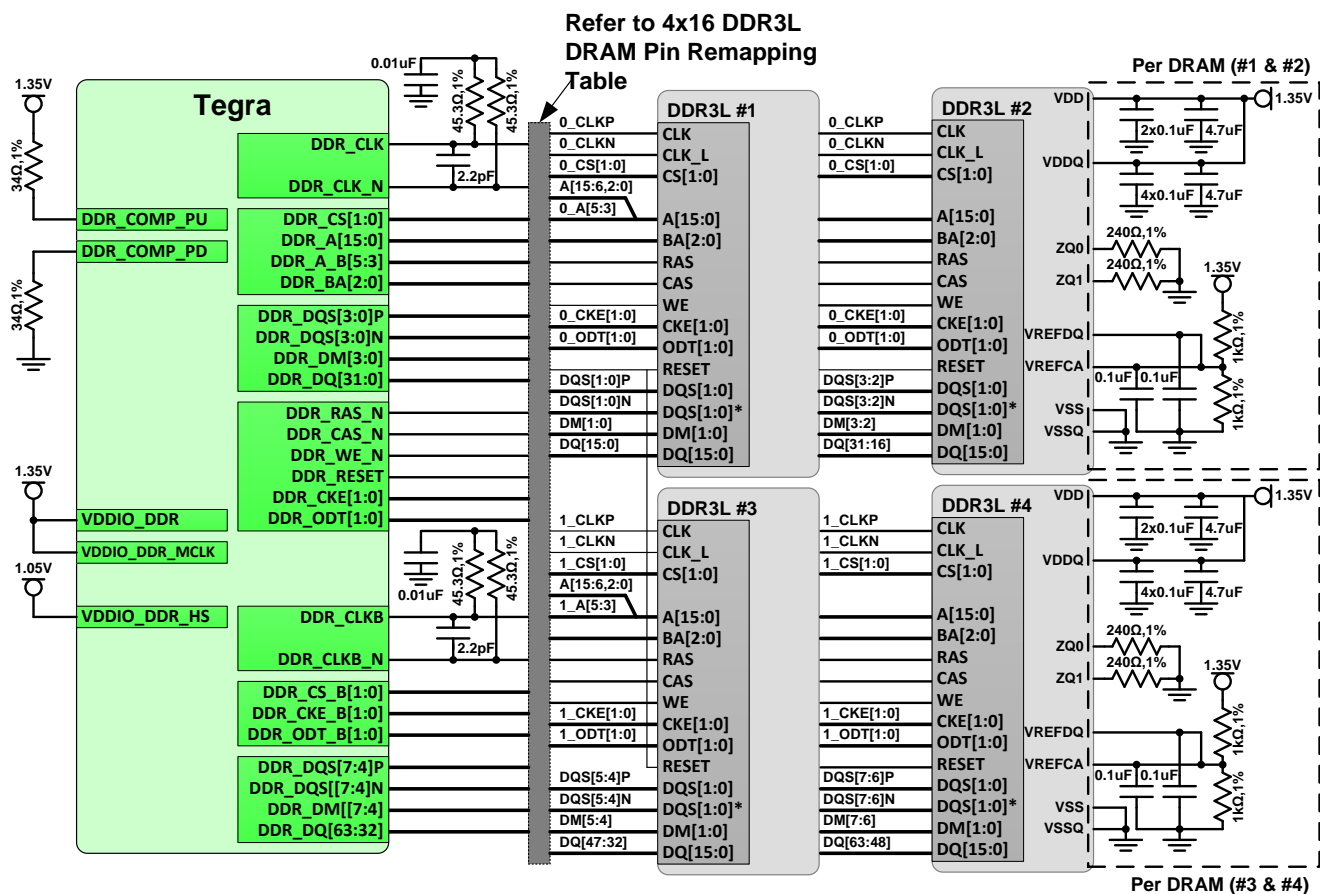 Refer to 4x16 DDR3L
DRAM Pin Remapping
Table
Per DRAM (#1 & #2)
1.35V
34Ω,1%
34Ω,1%
1.35V
1.05V
Tegra
DDR_COMP_PU
DDR_COMP_PD
VDDIO_DDR
VDDIO_DDR_MCLK
VDDIO_DDR_HS
DDR_CLK
DDR_CLK_N
DDR_CS[1:0]
DDR_A[15:0]
DDR_A_B[5:3]
DDR_BA[2:0]
DDR_DQS[3:0]P
DDR_DQS[3:0]N
DDR_DM[3:0]
DDR_DQ[31:0]
DDR_RAS_N
DDR_CAS_N
DDR_WE_N
DDR_RESET
DDR_CKE[1:0]
DDR_ODT[1:0]
DDR_CLKB
DDR_CLKB_N
DDR_CS_B[1:0]
DDR_CKE_B[1:0]
DDR_ODT_B[1:0]
DDR_DQS[7:4]P
DDR_DQS[[7:4]N
DDR_DM[[7:4]
DDR_DQ[63:32]
0.01uF
45.3Ω,1%
45.3Ω,1%
2.2pF
0.01uF
45.3Ω,1%
45.3Ω,1%
2.2pF
0_CLKP
0_CLKN
0_CS[1:0]
A[15:6,2:0]
0_A[5:3]
0_CKE[1:0]
0_ODT[1:0]
DQS[1:0]P
DQS[1:0]N
DM[1:0]
DQ[15:0]
DDR3L #1
CLK
CLK_L
CS[1:0]
A[15:0]
BA[2:0]
RAS
CAS
WE
CKE[1:0]
ODT[1:0]
RESET
DQS[1:0]
DQS[1:0]*
DM[1:0]
DQ[15:0]
0_CLKP
0_CLKN
0_CS[1:0]
0_CKE[1:0]
0_ODT[1:0]
DQS[3:2]P
DQS[3:2]N
DM[3:2]
DQ[31:16]
DDR3L #2
CLK
CLK_L
CS[1:0]
A[15:0]
BA[2:0]
RAS
CAS
WE
CKE[1:0]
ODT[1:0]
RESET
DQS[1:0]
DQS[1:0]*
DM[1:0]
DQ[15:0]
VDD
1.35V
2x0.1uF
4.7uF
VDDQ
4x0.1uF
4.7uF
240Ω,1%
ZQ0
240Ω,1%
ZQ1
1.35V
VREFDQ
1kΩ,1%
VREFCA
0.1uF
0.1uF
1kΩ,1%
VSS
VSSQ
1_CLKP
1_CLKN
1_CS[1:0]
A[15:6,2:0]
1_A[5:3]
1_CKE[1:0]
1_ODT[1:0]
DQS[5:4]P
DQS[5:4]N
DM[5:4]
DQ[47:32]
DDR3L #3
CLK
CLK_L
CS[1:0]
A[15:0]
BA[2:0]
RAS
CAS
WE
CKE[1:0]
ODT[1:0]
RESET
DQS[1:0]
DQS[1:0]*
DM[1:0]
DQ[15:0]
1_CLKP
1_CLKN
1_CS[1:0]
1_CKE[1:0]
1_ODT[1:0]
DQS[7:6]P
DQS[7:6]N
DM[7:6]
DQ[63:48]
DDR3L #4
CLK
CLK_L
CS[1:0]
A[15:0]
BA[2:0]
RAS
CAS
WE
CKE[1:0]
ODT[1:0]
RESET
DQS[1:0]
DQS[1:0]*
DM[1:0]
DQ[15:0]
VDD
1.35V
2x0.1uF
4.7uF
VDDQ
4x0.1uF
4.7uF
240Ω,1%
ZQ0
240Ω,1%
ZQ1
1.35V
VREFDQ
1kΩ,1%
VREFCA
0.1uF
0.1uF
1kΩ,1%
VSS
VSSQ
Per DRAM (#3 & #4)